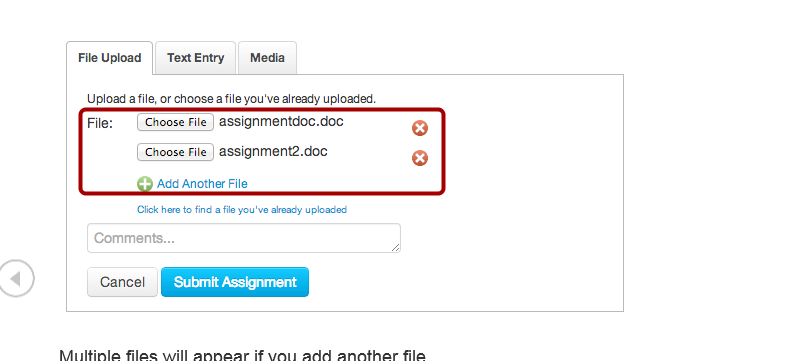 File Upload Text Entry Media
Upload a file, or choose a file you've already uploaded.
File: Choose File assignmentdoc.doc
Choose File assignment2.doc
Add Another File
Click here to find a file you've already uploaded
Comments...
Cancel Submit Assignment
Multiple files will appear if you add another file